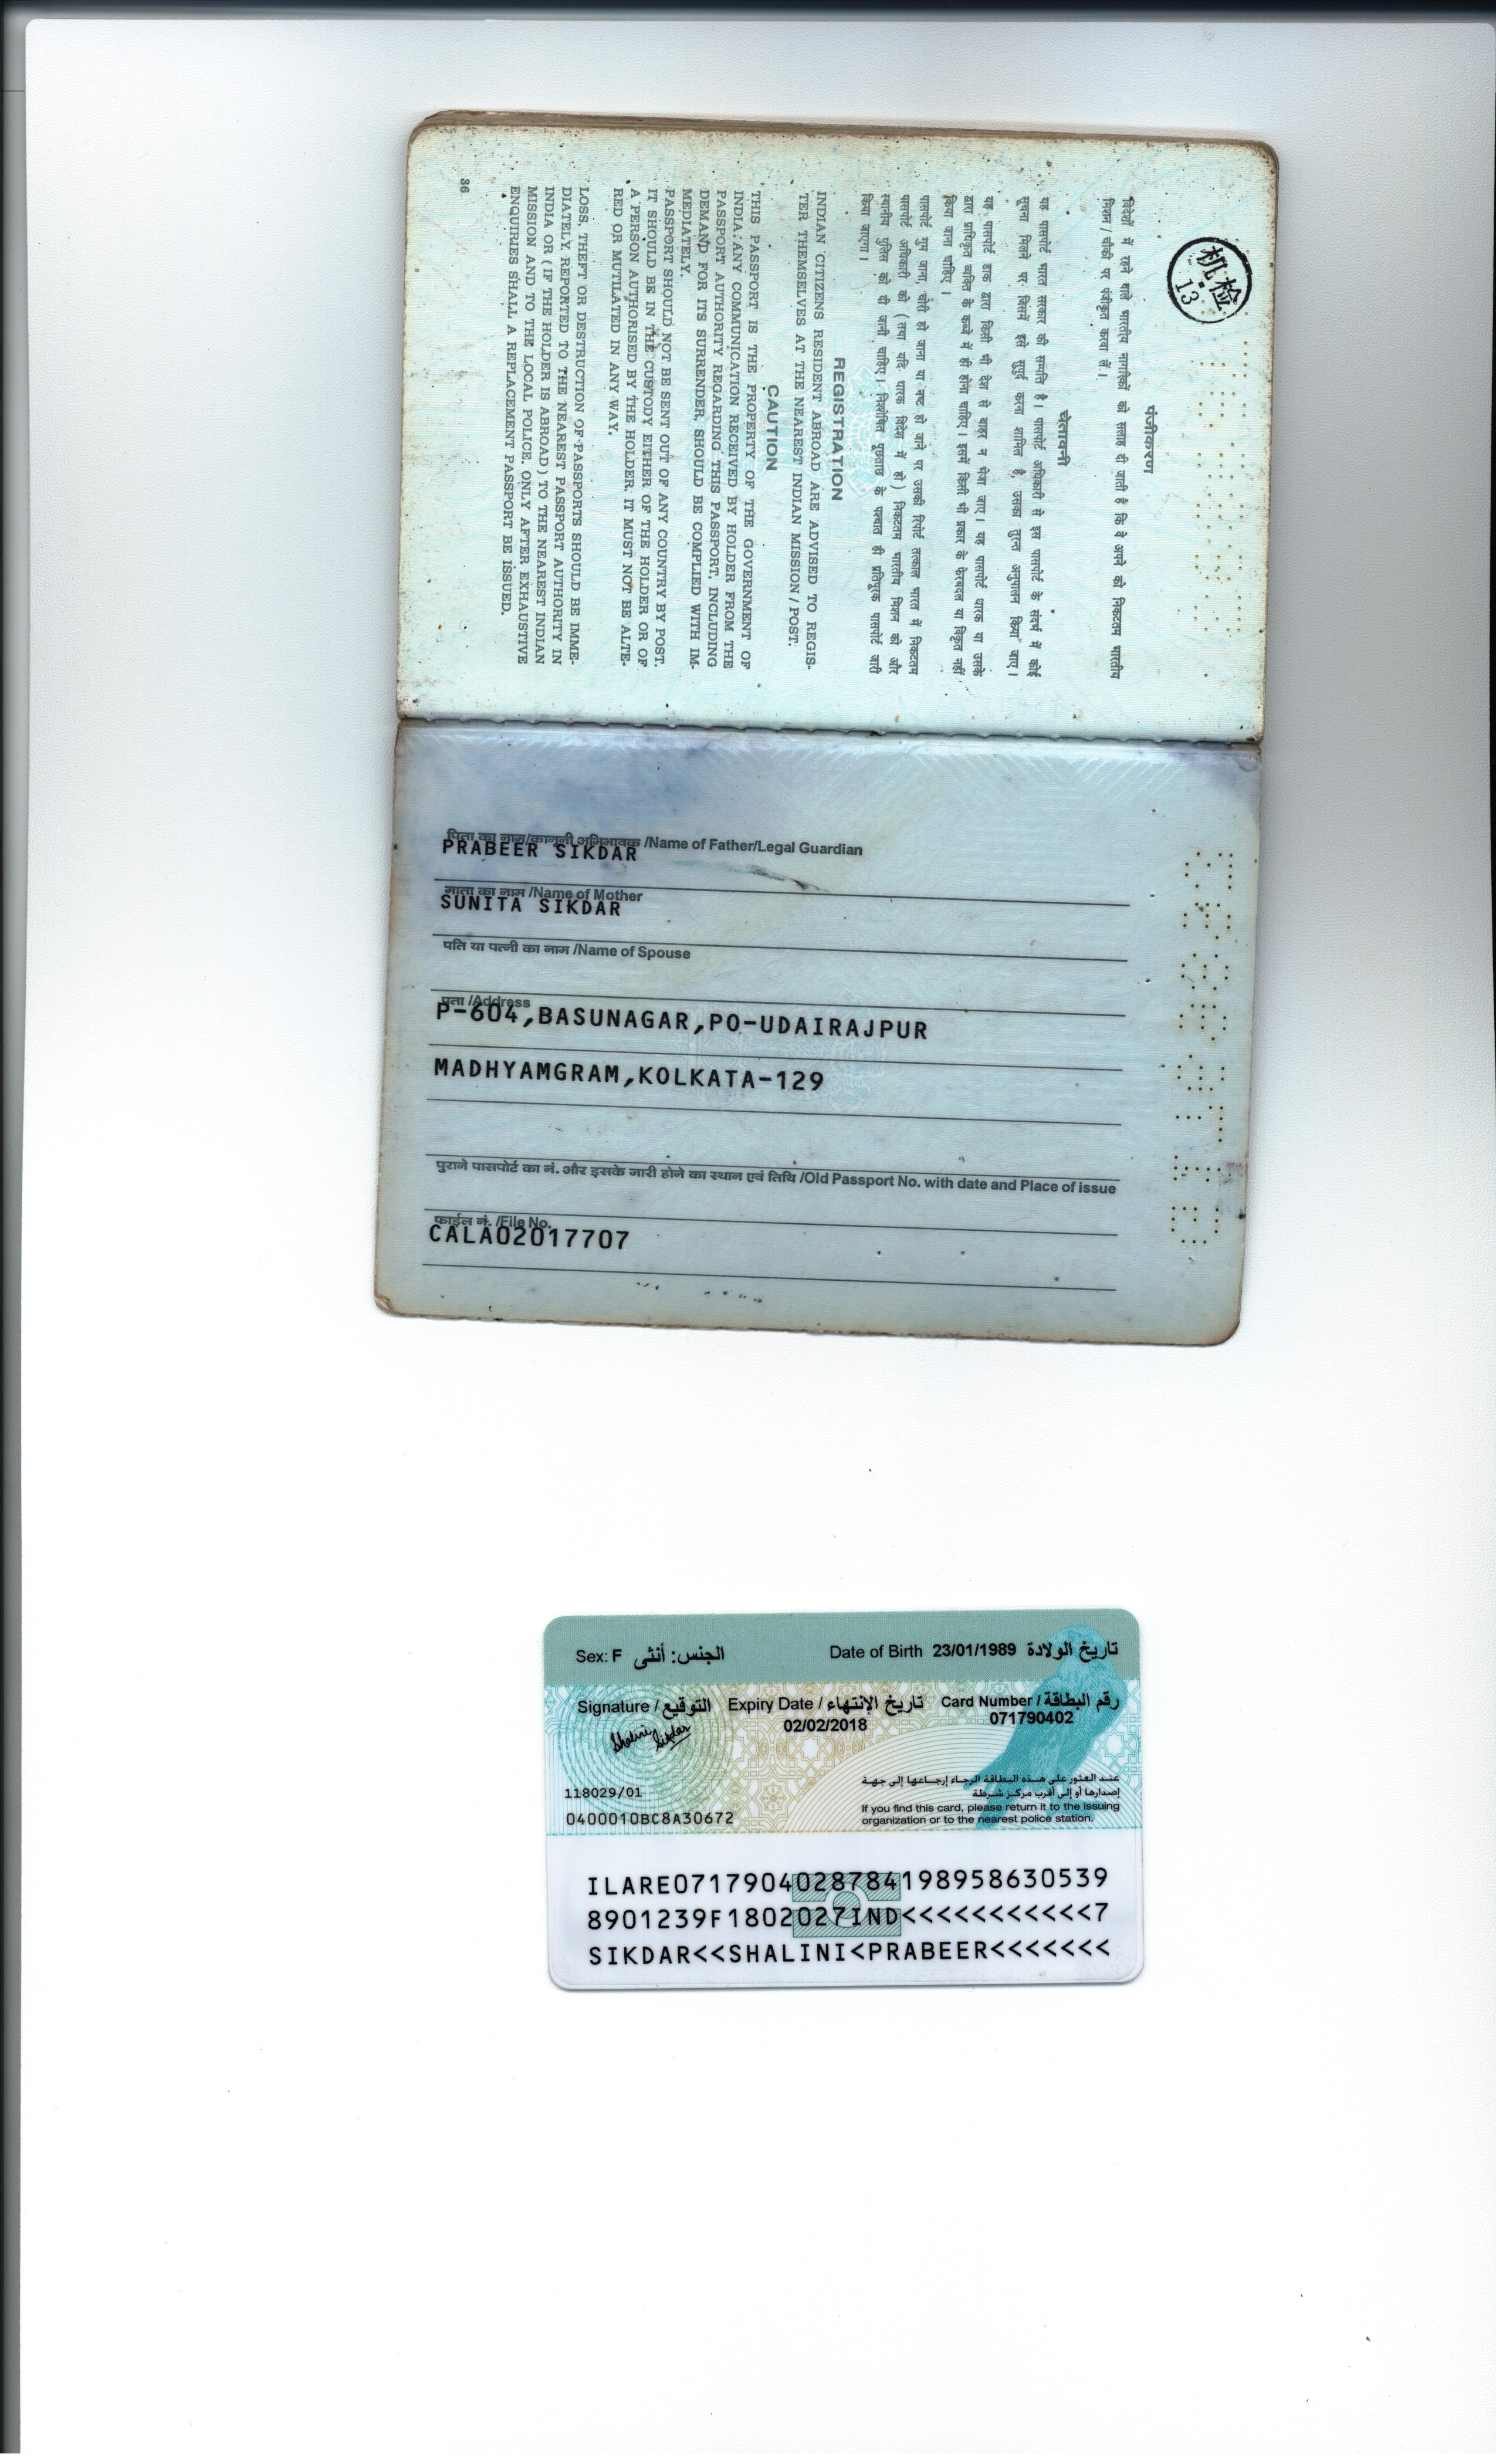 पंजीकरण
विदेशों में रहने वाले भारतीय नागरिकों को सलाह दी जाती है कि वे अपने को निकटतम भारतीय
मिशन / चौकी पर पंजीकृत करवा लें।
चेतावनी
यह पासपोर्ट भारत सरकार की सम्पत्ति है। पासपोर्ट अधिकारी से इस पासपोर्ट के संदर्भ में कोई
सूचना मिलने पर जिसमें इसे सुपुर्द करना शामिल है, उसका तुरन्त अनुपालन किया जाए।
यह पासपोर्ट डाक द्वारा किसी भी देश से बाहर न भेजा जाए। यह पासपोर्ट धारक या उसके
द्वारा प्राधिकृत व्यक्ति के कब्जे में ही होना चाहिए। इसमें किसी भी प्रकार के फेरबदल या विकृत नहीं
किया जाना चाहिए।
पासपोर्ट गुम जाना, चोरी हो जाना या नष्ट हो जाने पर उसकी रिपोर्ट तत्काल भारत में निकटतम
पासपोर्ट अधिकारी को (तथा यदि धारक विदेश में हो) निकटतम भारतीय मिशन को और
स्थानीय पुलिस को दी जानी चाहिए। विस्तृत पूछताछ के पश्चात ही प्रतिपूरक पासपोर्ट जारी
किया जाएगा।
REGISTRATION
INDIAN CITIZENS RESIDENT ABROAD ARE ADVISED TO REGIS-
TER THEMSELVES AT THE NEAREST INDIAN MISSION / POST.
CAUTION
THIS PASSPORT IS THE PROPERTY OF THE GOVERNMENT OF
INDIA. ANY COMMUNICATION RECEIVED BY HOLDER FROM THE
PASSPORT AUTHORITY REGARDING THIS PASSPORT, INCLUDING
DEMAND FOR ITS SURRENDER, SHOULD BE COMPLIED WITH IM-
MEDIATELY.
PASSPORT SHOULD NOT BE SENT OUT OF ANY COUNTRY BY POST.
IT SHOULD BE IN THE CUSTODY EITHER OF THE HOLDER OR OF
A PERSON AUTHORISED BY THE HOLDER. IT MUST NOT BE ALTE-
RED OR MUTILATED IN ANY WAY.
LOSS, THEFT OR DESTRUCTION OF PASSPORTS SHOULD BE IMME-
DIATELY REPORTED TO THE NEAREST PASSPORT AUTHORITY IN
INDIA OR (IF THE HOLDER IS ABROAD) TO THE NEAREST INDIAN
MISSION AND TO THE LOCAL POLICE. ONLY AFTER EXHAUSTIVE
ENQUIRIES SHALL A REPLACEMENT PASSPORT BE ISSUED.
36
机检
13
पिता का नाम/कानूनी अभिभावक /Name of Father/Legal Guardian
PRABEER SIKDAR
माता का नाम /Name of Mother
SUNITA SIKDAR
पति या पत्नी का नाम /Name of Spouse
पता /Address
P-604,BASUNAGAR,PO-UDAIRAJPUR
MADHYAMGRAM,KOLKATA-129
पुराने पासपोर्ट का नं. और इसके जारी होने का स्थान एवं तिथि /Old Passport No. with date and Place of issue
फाईल नं. /File No.
CALA02017707
Sex: F الجنس: أنثى Date of Birth 23/01/1989 تاريخ الولادة
Signature / التوقيع Expiry Date / تاريخ الإنتهاء Card Number / رقم البطاقة
02/02/2018 071790402
Shalini Sikdar
عند العثور على هذه البطاقة الرجاء إرجاعها إلى جهة
إصدارها أو إلى أقرب مركز شرطة
118029/01
If you find this card, please return it to the issuing
organization or to the nearest police station.
0400010BC8A30672
ILARE0717904028784198958630539
8901239F1802027IND<<<<<<<<<<<7
SIKDAR<<SHALINI<PRABEER<<<<<<<